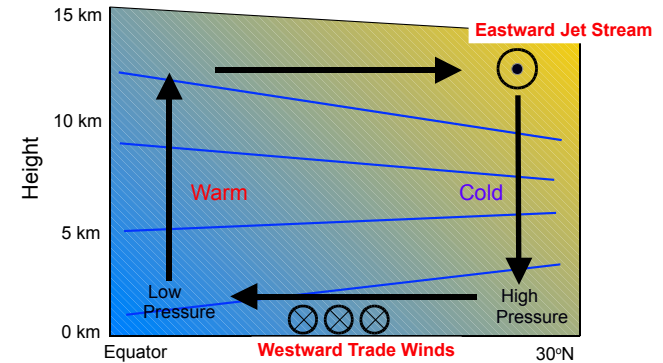 15 km
Eastward Jet Stream
10 km
Height
Warm
Cold
5 km
Low
Pressure
High
Pressure
0 km
Equator
Westward Trade Winds
30°N